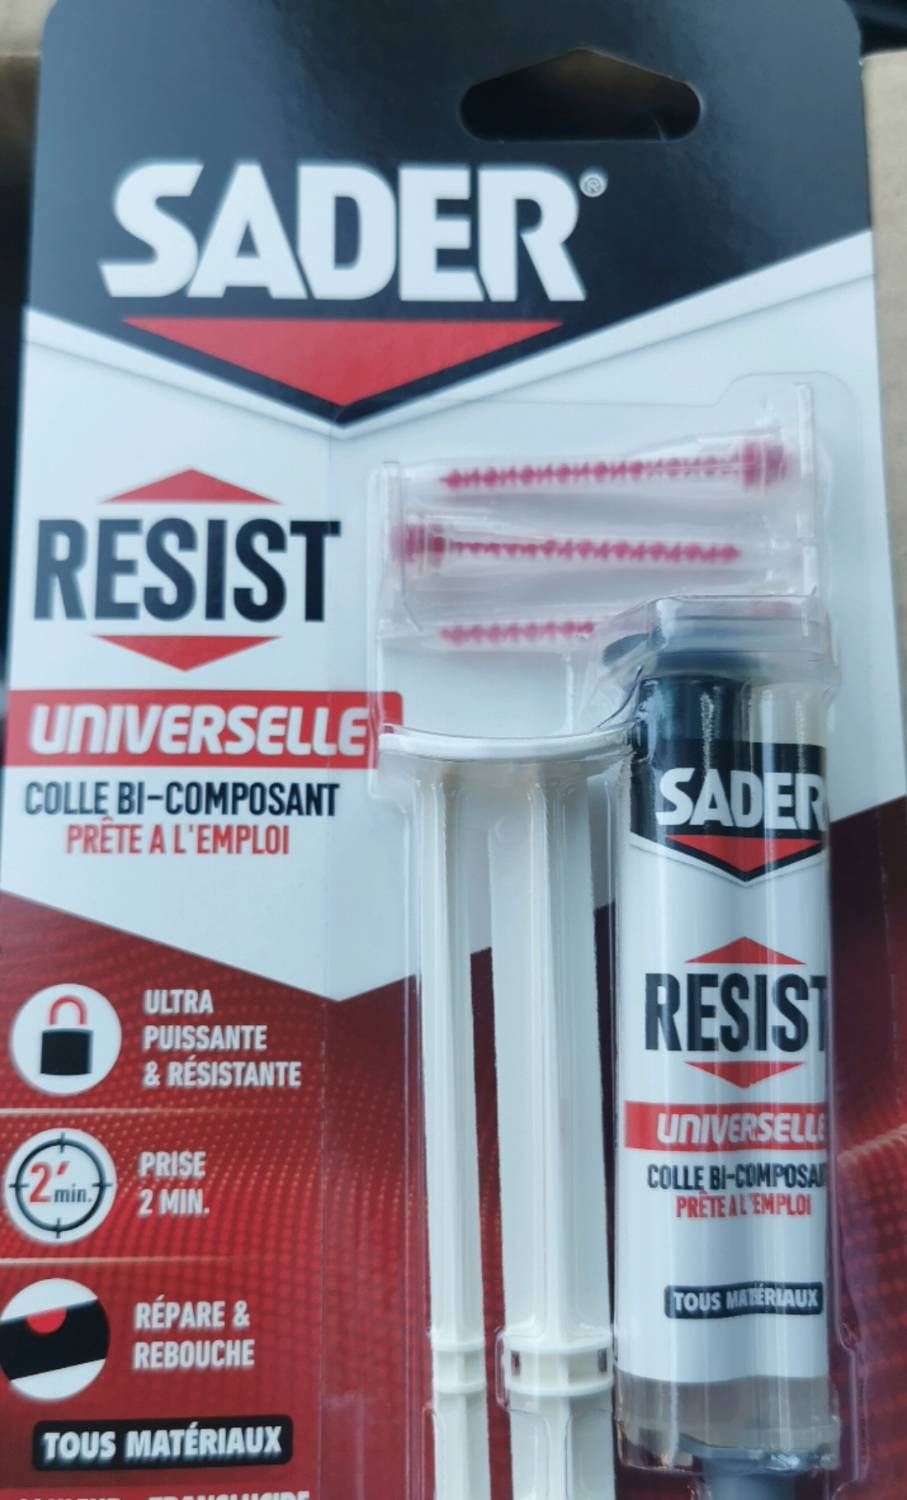 SADER®
RESIST
UNIVERSELLE
COLLE BI-COMPOSANT
PRÊTE A L'EMPLOI
ULTRA
PUISSANTE
& RÉSISTANTE
2' min.
PRISE
2 MIN.
RÉPARE &
REBOUCHE
TOUS MATÉRIAUX
SADER
RESIST
UNIVERSELLE
COLLE BI-COMPOSAN
PRÊTE A L'EMPLOI
TOUS MATÉRIAUX